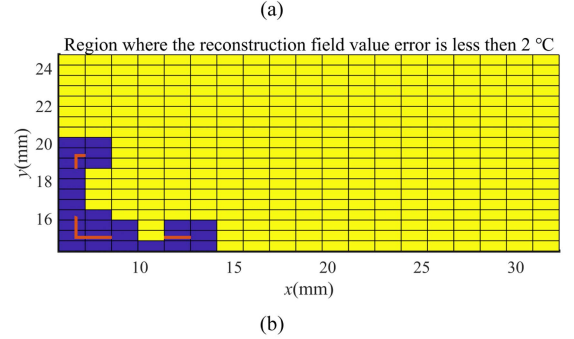 (a)
Region where the reconstruction field value error is less then 2 °C
24
22
20
18
16
y(mm)
10 15 20 25 30
x(mm)
(b)